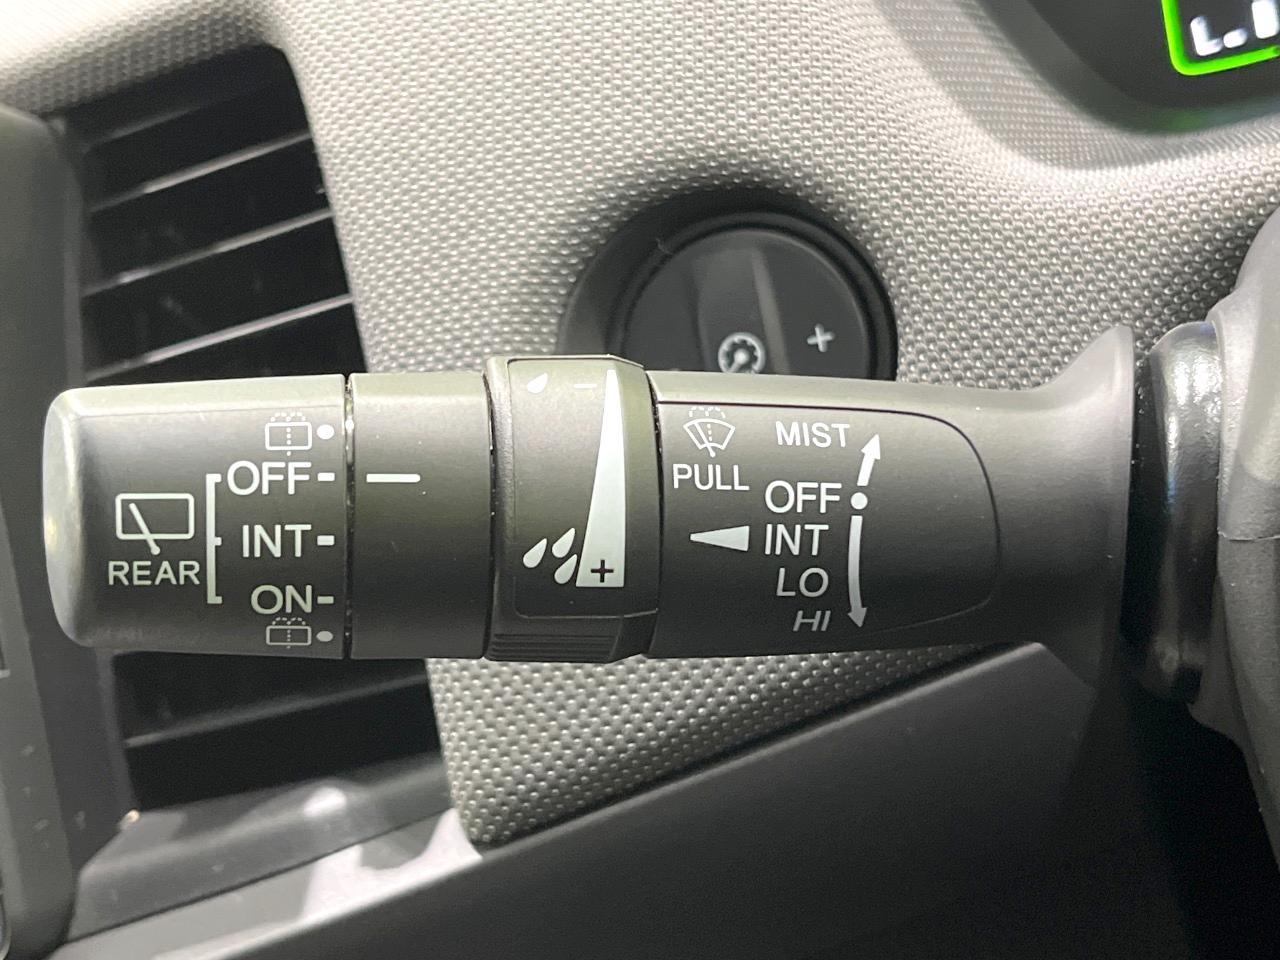 OFF
INT
REAR
ON
- +
+
PULL
MIST
OFF
INT
LO
HI